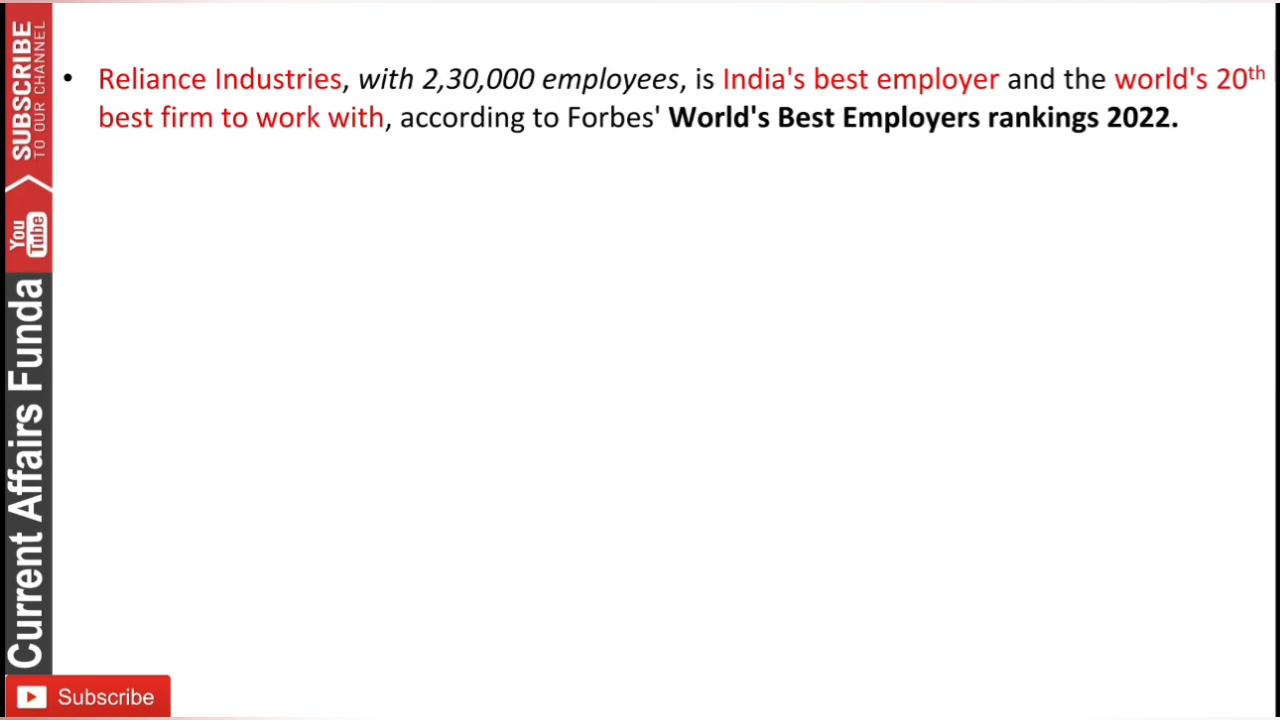 • Reliance Industries, with 2,30,000 employees, is India's best employer and the world's 20th
best firm to work with, according to Forbes' World's Best Employers rankings 2022.
SUBSCRIBE
TO OUR CHANNEL
You
Tube
Current Affairs Funda
Subscribe